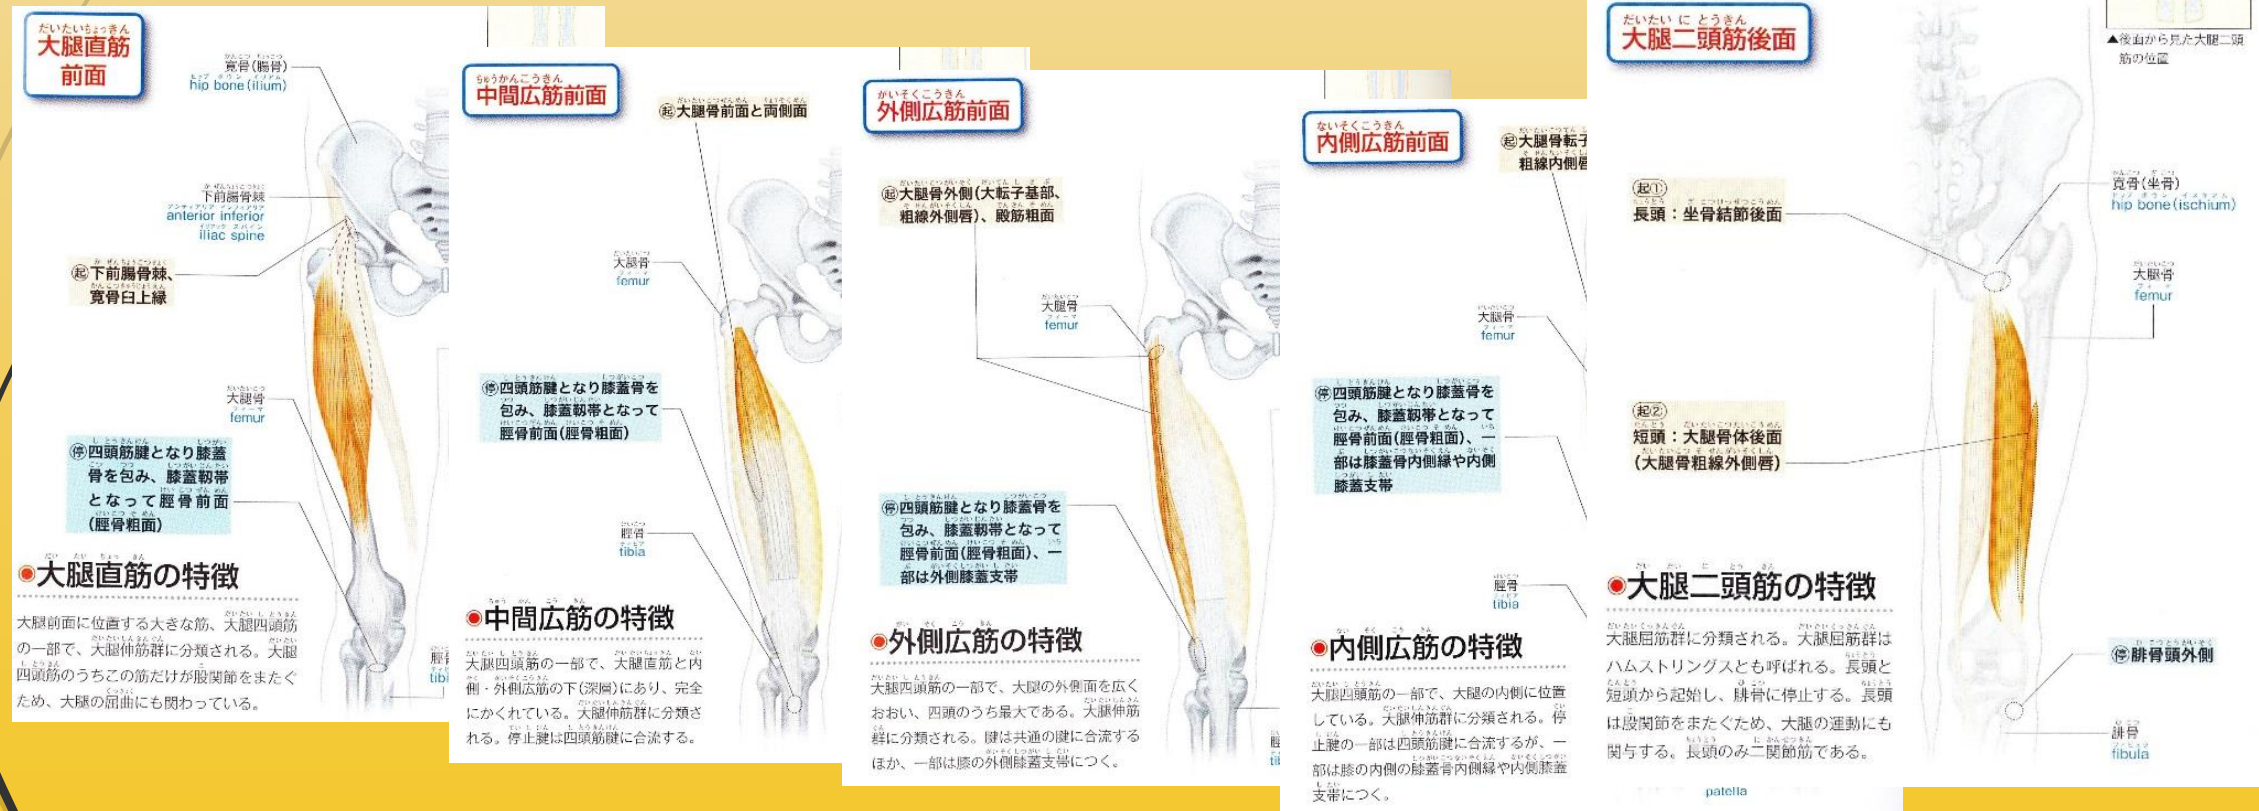 大腿直筋
前面
寛骨(腸骨)
hip bone (ilium)
下前腸骨棘
anterior inferior
iliac spine
起下前腸骨棘、
寛骨臼上縁
大腿骨
femur
停四頭筋腱となり膝蓋
骨を包み、膝蓋靱帯
となって脛骨前面
(脛骨粗面)
大腿直筋の特徴
大腿前面に位置する大きな筋、大腿四頭筋
の一部で、大腿伸筋群に分類される。大腿
四頭筋のうちこの筋だけが股関節をまたぐ
ため、大腿の屈曲にも関わっている。
中間広筋前面
起大腿骨前面と両側面
大腿骨
femur
停四頭筋腱となり膝蓋骨を
包み、膝蓋靱帯となって
脛骨前面(脛骨粗面)
脛骨
tibia
中間広筋の特徴
大腿四頭筋の一部で、大腿直筋と内
側・外側広筋の下(深層)にあり、完全
にかくれている。大腿伸筋群に分類さ
れる。停止腱は四頭筋腱に合流する。
外側広筋前面
起大腿骨外側(大転子基部、
粗線外側唇)、殿筋粗面
大腿骨
femur
停四頭筋腱となり膝蓋骨を
包み、膝蓋靱帯となって
脛骨前面(脛骨粗面)、一
部は外側膝蓋支帯
外側広筋の特徴
大腿四頭筋の一部で、大腿の外側面を広く
おおい、四頭のうち最大である。大腿伸筋
群に分類される。腱は共通の腱に合流する
ほか、一部は膝の外側膝蓋支帯につく。
内側広筋前面
起大腿骨転子
粗線内側唇
大腿骨
femur
停四頭筋腱となり膝蓋骨を
包み、膝蓋靱帯となって
脛骨前面(脛骨粗面)、一
部は膝蓋骨内側縁や内側
膝蓋支帯
脛骨
tibia
内側広筋の特徴
大腿四頭筋の一部で、大腿の内側に位置
している。大腿伸筋群に分類される。停
止腱の一部は四頭筋腱に合流するが、一
部は膝の内側の膝蓋骨内側縁や内側膝蓋
支帯につく。
大腿二頭筋後面
▲後面から見た大腿二頭
筋の位置
起①
長頭：坐骨結節後面
寛骨(坐骨)
hip bone (ischium)
大腿骨
femur
起②
短頭：大腿骨体後面
(大腿骨粗線外側唇)
大腿二頭筋の特徴
大腿屈筋群に分類される。大腿屈筋群は
ハムストリングスとも呼ばれる。長頭と
短頭から起始し、腓骨に停止する。長頭
は股関節をまたぐため、大腿の運動にも
関与する。長頭のみ二関節筋である。
停腓骨頭外側
腓骨
fibula
patella